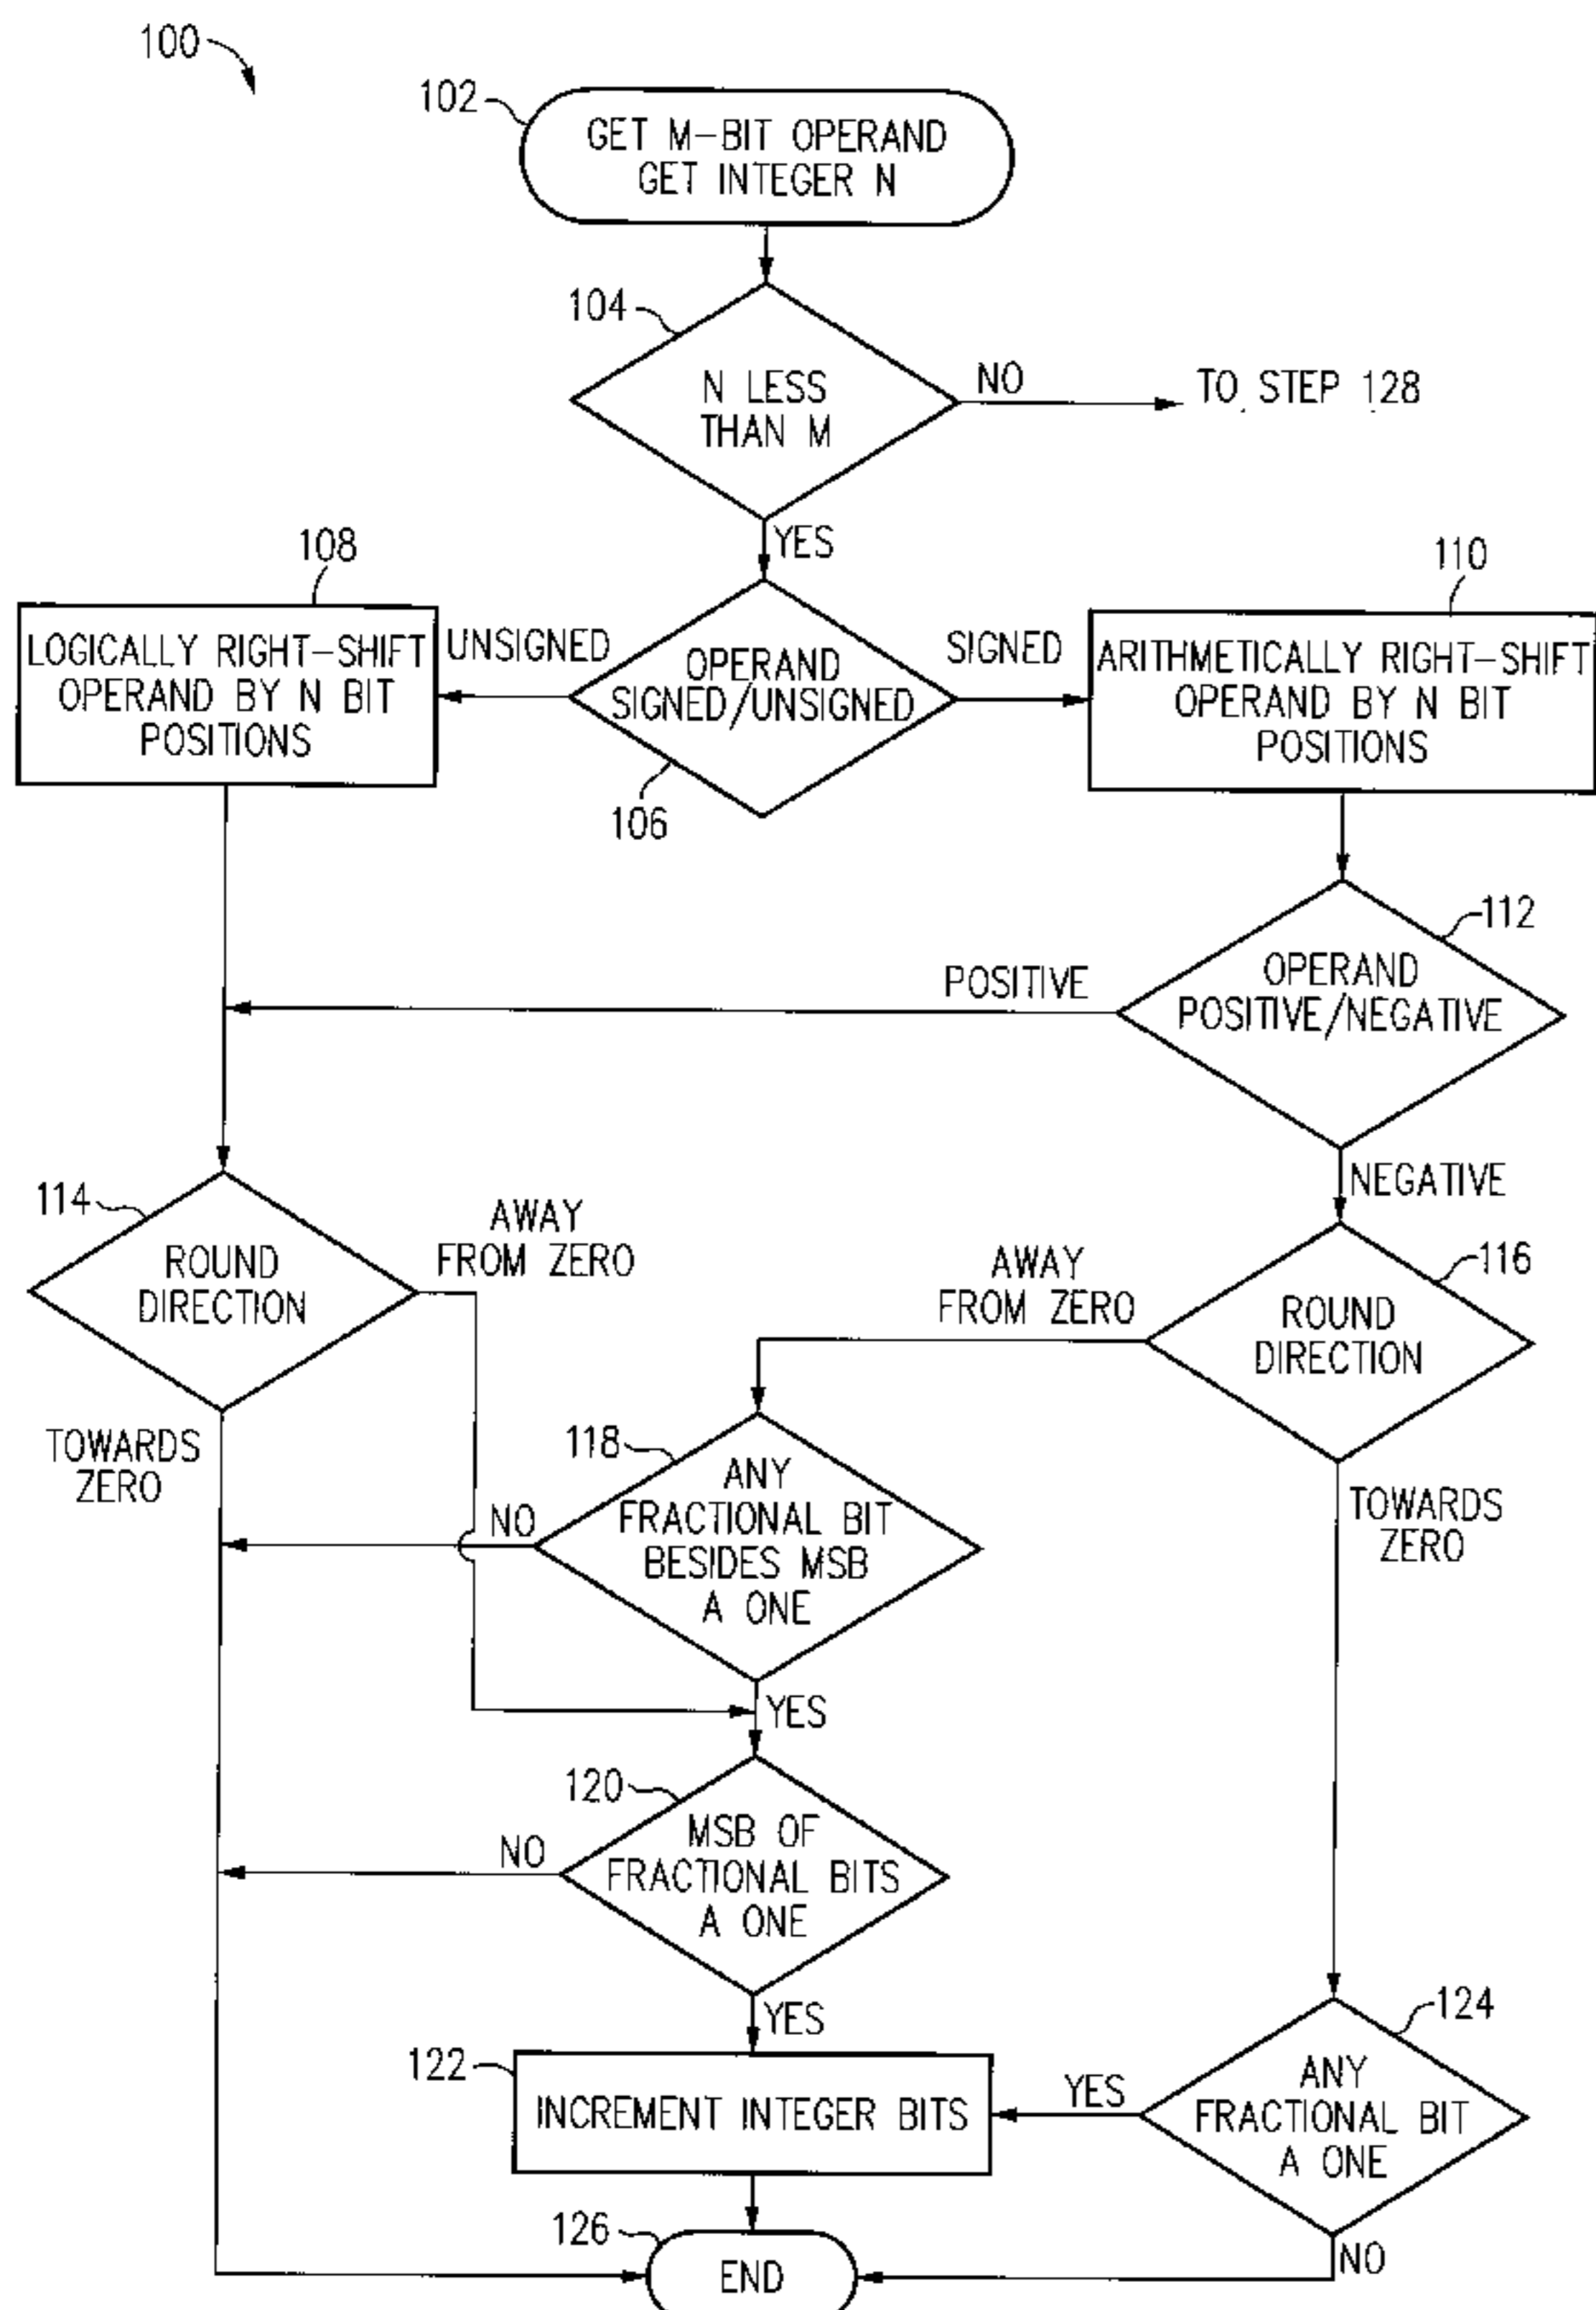 100
102
GET M-BIT OPERAND
GET INTEGER N
104
N LESS
THAN M
NO
TO STEP 128
YES
108
110
LOGICALLY RIGHT-SHIFT
OPERAND BY N BIT
POSITIONS
UNSIGNED
OPERAND
SIGNED/UNSIGNED
SIGNED
ARITHMETICALLY RIGHT-SHIFT
OPERAND BY N BIT
POSITIONS
106
112
POSITIVE
OPERAND
POSITIVE/NEGATIVE
NEGATIVE
114
ROUND
DIRECTION
AWAY
FROM ZERO
AWAY
FROM ZERO
116
ROUND
DIRECTION
TOWARDS
ZERO
118
ANY
FRACTIONAL BIT
BESIDES MSB
A ONE
NO
TOWARDS
ZERO
YES
120
MSB OF
FRACTIONAL BITS
A ONE
NO
YES
124
122
INCREMENT INTEGER BITS
YES
ANY
FRACTIONAL BIT
A ONE
126
END
NO